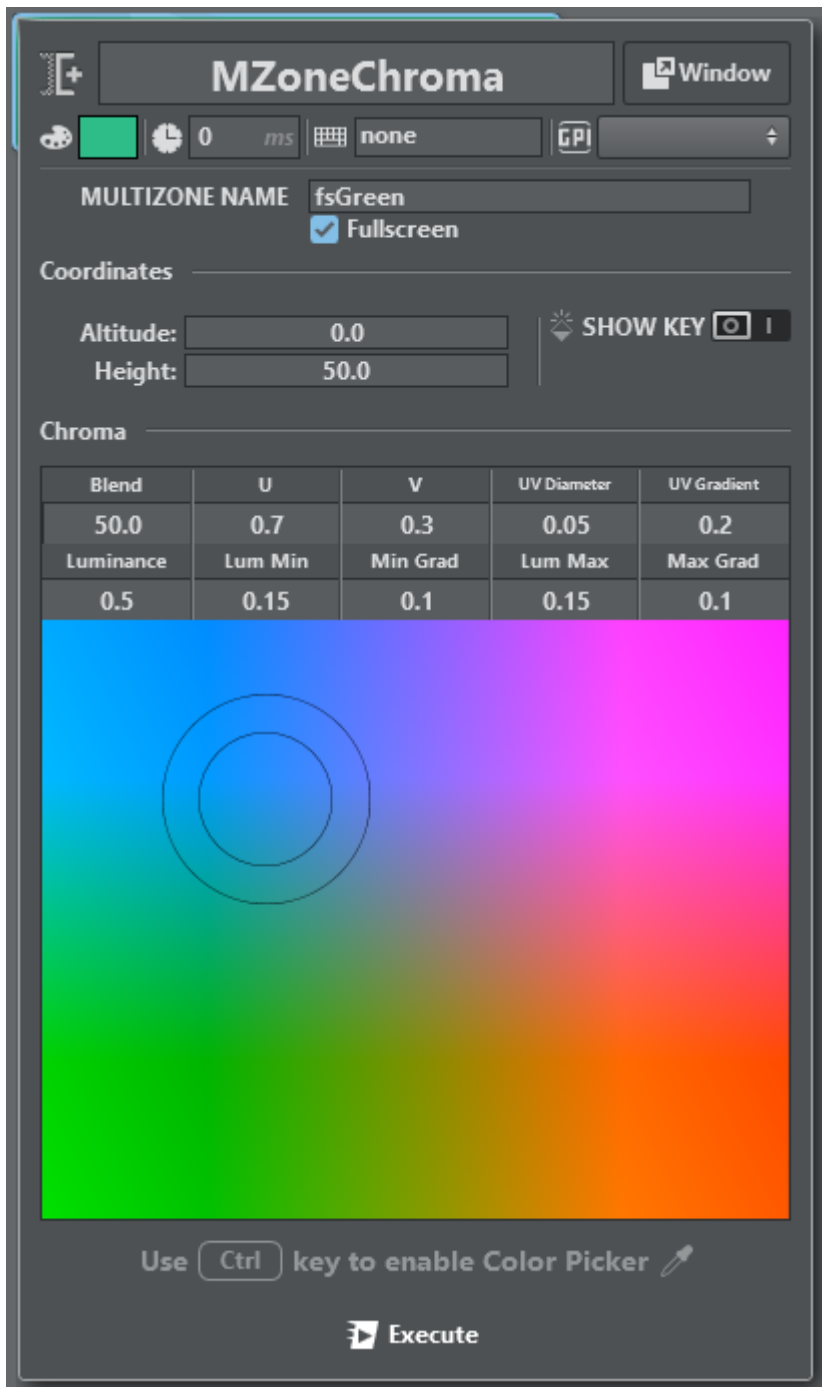 MZoneChroma Window
0 ms none GPI
MULTIZONE NAME fsGreen
Fullscreen
Coordinates
Altitude: 0.0
SHOW KEY O I
Height: 50.0
Chroma
Blend U V UV Diameter UV Gradient
50.0 0.7 0.3 0.05 0.2
Luminance Lum Min Min Grad Lum Max Max Grad
0.5 0.15 0.1 0.15 0.1
Use Ctrl key to enable Color Picker
Execute